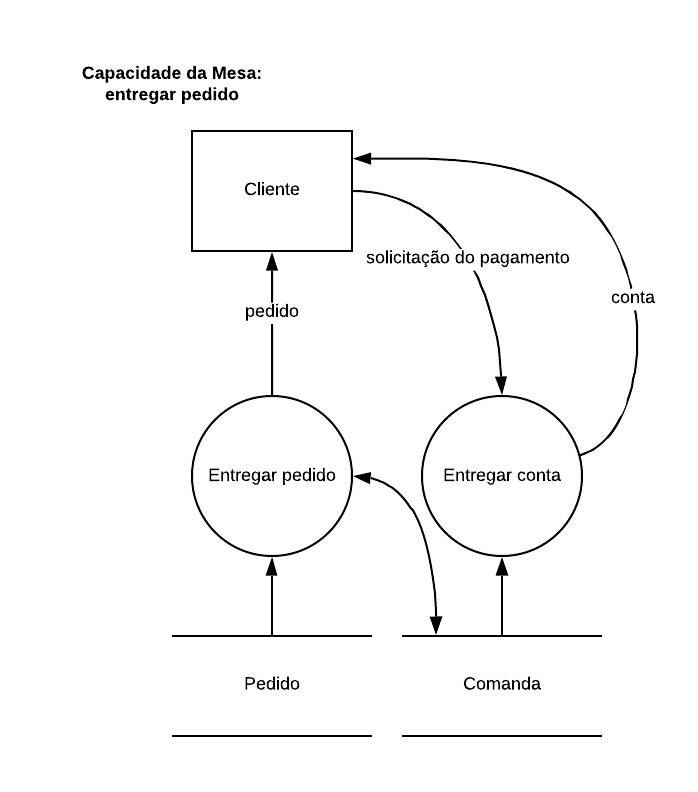 Capacidade da Mesa:
entregar pedido
Cliente
solicitação do pagamento
conta
pedido
Entregar pedido
Entregar conta
Pedido
Comanda